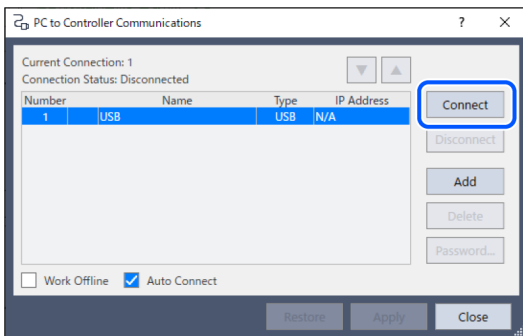 PC to Controller Communications
Current Connection: 1
Connection Status: Disconnected
Number Name Type IP Address
1 USB USB N/A
Connect
Disconnect
Add
Delete
Password...
Work Offline Auto Connect
Restore Apply Close